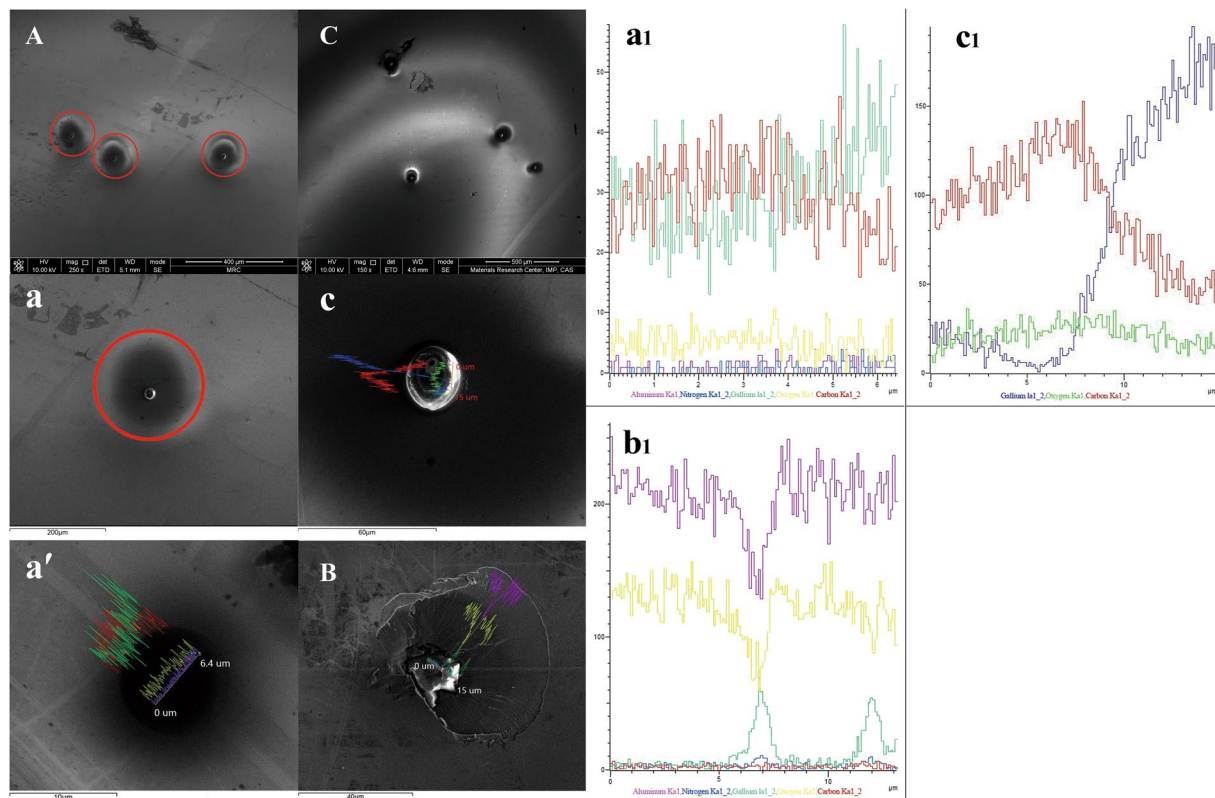 A
HV mag □ det WD mode 400 μm
10.00 kV 250 x ETD 5.1 mm SE MRC
C
HV mag □ det WD mode 500 μm
10.00 kV 150 x ETD 4.6 mm SE Materials Research Center, IMP, CAS
a
200μm
c
0 um
15 um
60μm
a′
6.4 um
0 um
10μm
B
0 um
15 um
40μm
a1
50
40
30
20
10
0
0 1 2 3 4 5 6 μm
Aluminum Ka1,Nitrogen Ka1_2,Gallium la1_2,Oxygen Ka1,Carbon Ka1_2
c1
150
100
50
0
0 5 10 μm
Gallium la1_2,Oxygen Ka1,Carbon Ka1_2
b1
200
100
0
0 5 10 μm
Aluminum Ka1,Nitrogen Ka1_2,Gallium la1_2,Oxygen Ka1,Carbon Ka1_2